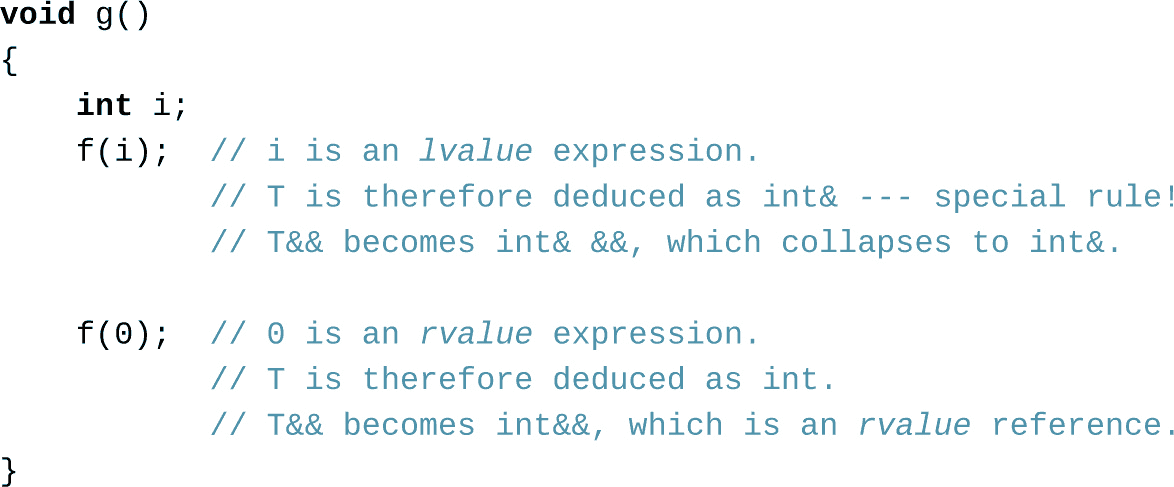 void g()
{
    int i;
    f(i);  // i is an lvalue expression.
           // T is therefore deduced as int& --- special rule!
           // T&& becomes int& &&, which collapses to int&.

    f(0);  // 0 is an rvalue expression.
           // T is therefore deduced as int.
           // T&& becomes int&&, which is an rvalue reference.
}